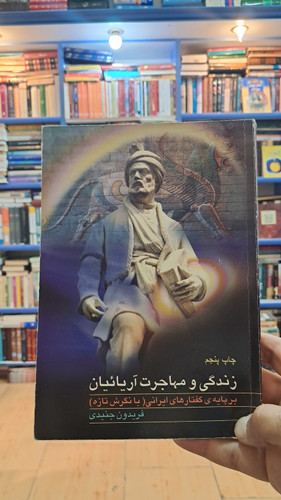 چاپ پنجم
زندگی و مهاجرت آریائیان
بر پایه ی گفتارهای ایرانی( با نگرش تازه)
فریدون جنیدی